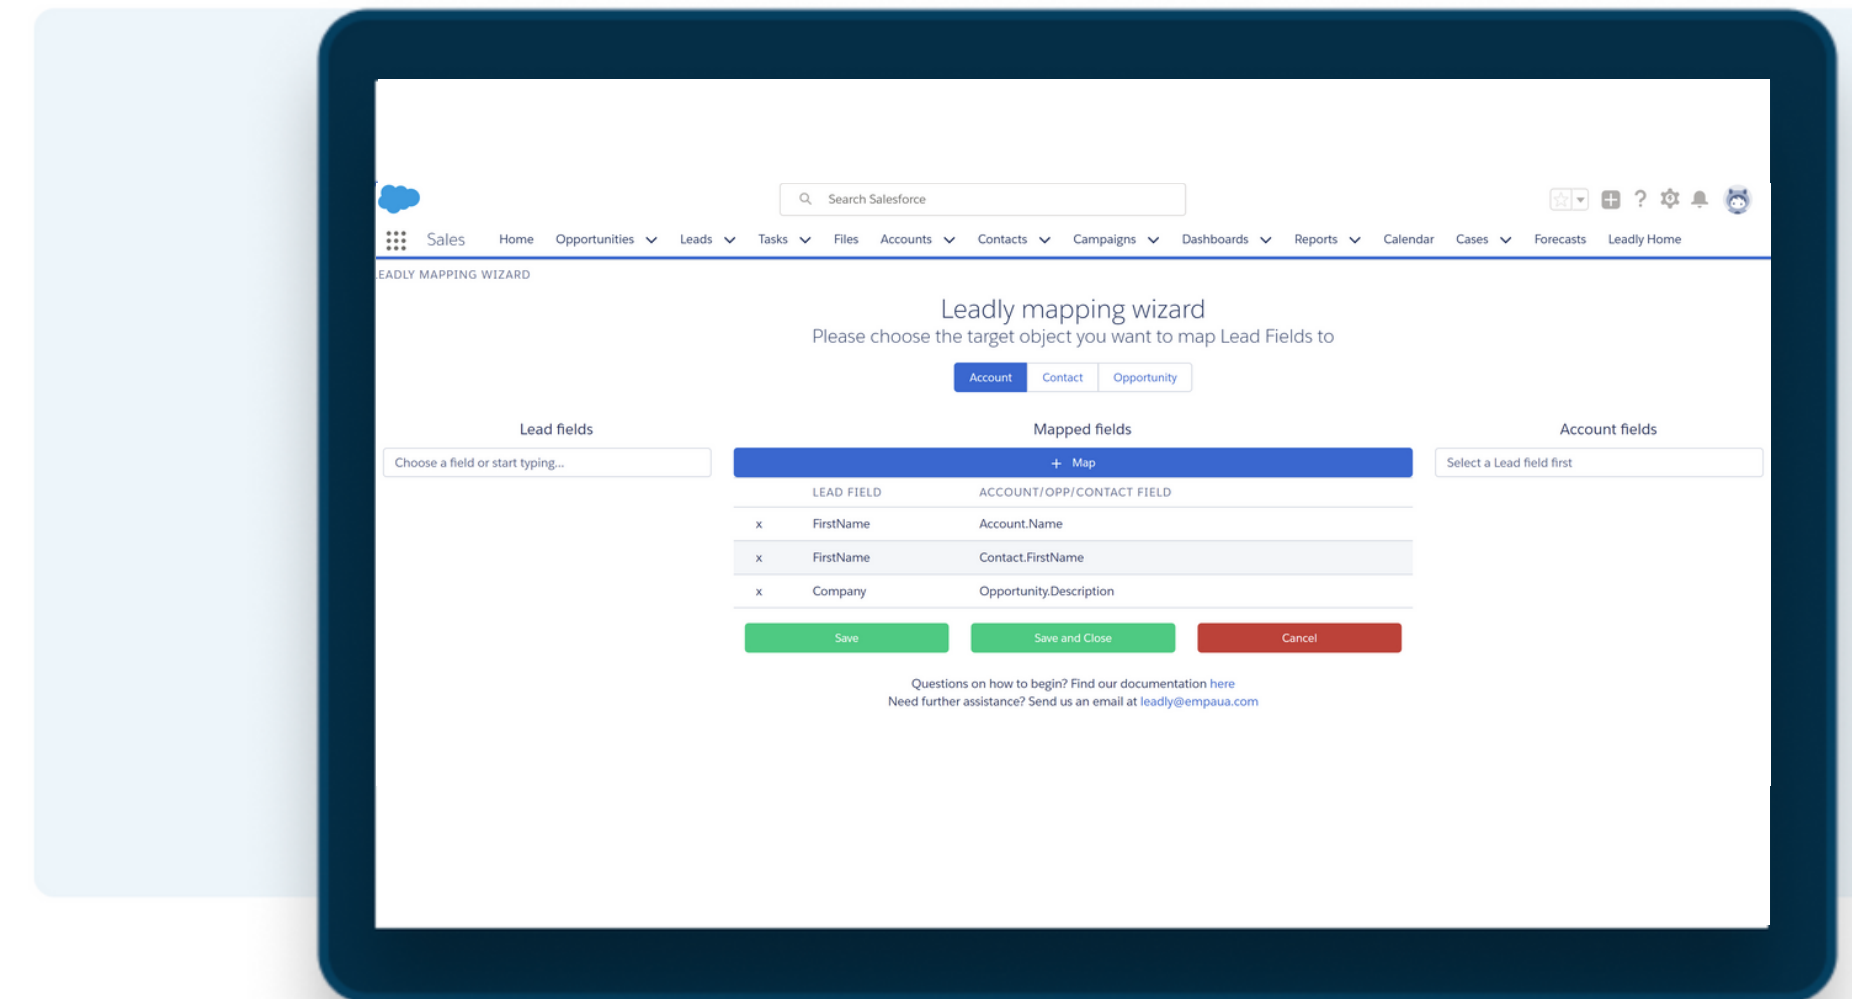 Search Salesforce
Sales Home Opportunities Leads Tasks Files Accounts Contacts Campaigns Dashboards Reports Calendar Cases Forecasts Leadly Home
EADLY MAPPING WIZARD
Leadly mapping wizard
Please choose the target object you want to map Lead Fields to
Account Contact Opportunity
Lead fields Mapped fields Account fields
Choose a field or start typing... + Map Select a Lead field first
LEAD FIELD ACCOUNT/OPP/CONTACT FIELD
x FirstName Account.Name
x FirstName Contact.FirstName
x Company Opportunity.Description
Save Save and Close Cancel
Questions on how to begin? Find our documentation here
Need further assistance? Send us an email at leadly@empaua.com